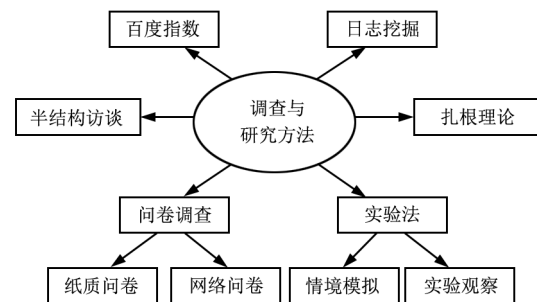 百度指数
日志挖掘
调查与
研究方法
半结构访谈
扎根理论
问卷调查
实验法
纸质问卷
网络问卷
情境模拟
实验观察